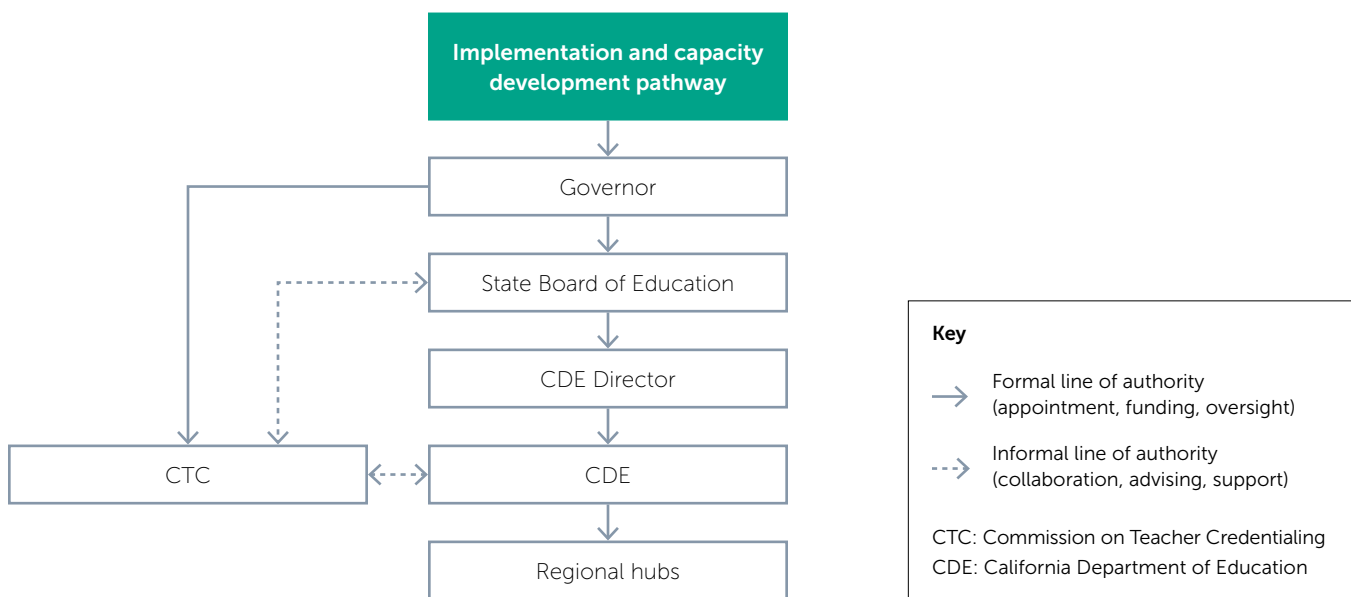 Implementation and capacity
development pathway
Governor
State Board of Education
CDE Director
CTC
CDE
Regional hubs
Key
Formal line of authority
(appointment, funding, oversight)
Informal line of authority
(collaboration, advising, support)
CTC: Commission on Teacher Credentialing
CDE: California Department of Education